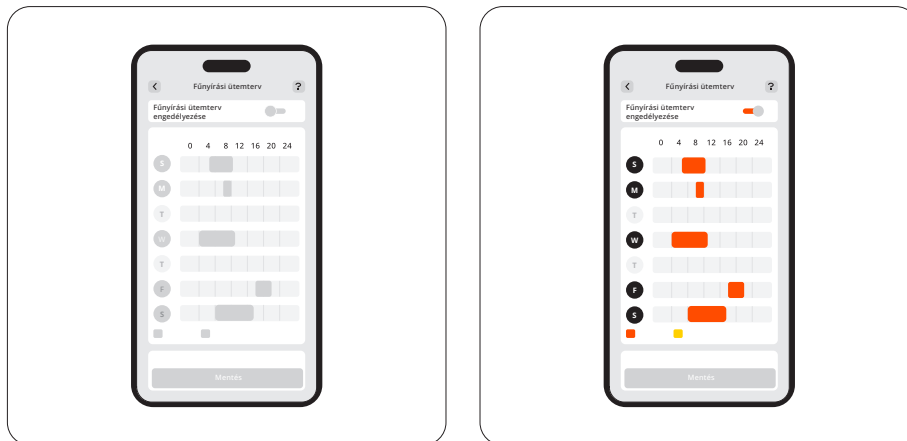 Fűnyírási ütemterv ?
Fűnyírási ütemterv
engedélyezése
0 4 8 12 16 20 24
S
M
T
W
T
F
S
Mentés
Fűnyírási ütemterv ?
Fűnyírási ütemterv
engedélyezése
0 4 8 12 16 20 24
S
M
T
W
T
F
S
Mentés